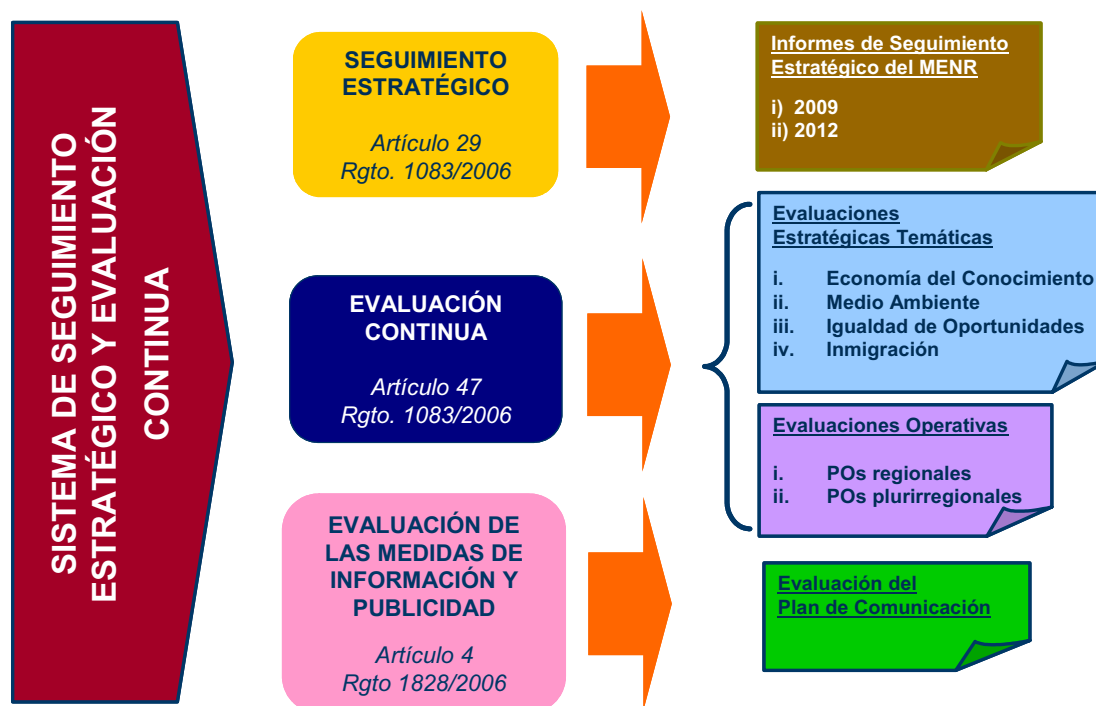 SISTEMA DE SEGUIMIENTO
ESTRATÉGICO Y EVALUACIÓN
CONTINUA
SEGUIMIENTO
ESTRATÉGICO
Artículo 29
Rgto. 1083/2006
Informes de Seguimiento
Estratégico del MENR
i) 2009
ii) 2012
EVALUACIÓN
CONTINUA
Artículo 47
Rgto. 1083/2006
Evaluaciones
Estratégicas Temáticas
i. Economía del Conocimiento
ii. Medio Ambiente
iii. Igualdad de Oportunidades
iv. Inmigración
Evaluaciones Operativas
i. POs regionales
ii. POs plurirregionales
EVALUACIÓN DE
LAS MEDIDAS DE
INFORMACIÓN Y
PUBLICIDAD
Artículo 4
Rgto 1828/2006
Evaluación del
Plan de Comunicación